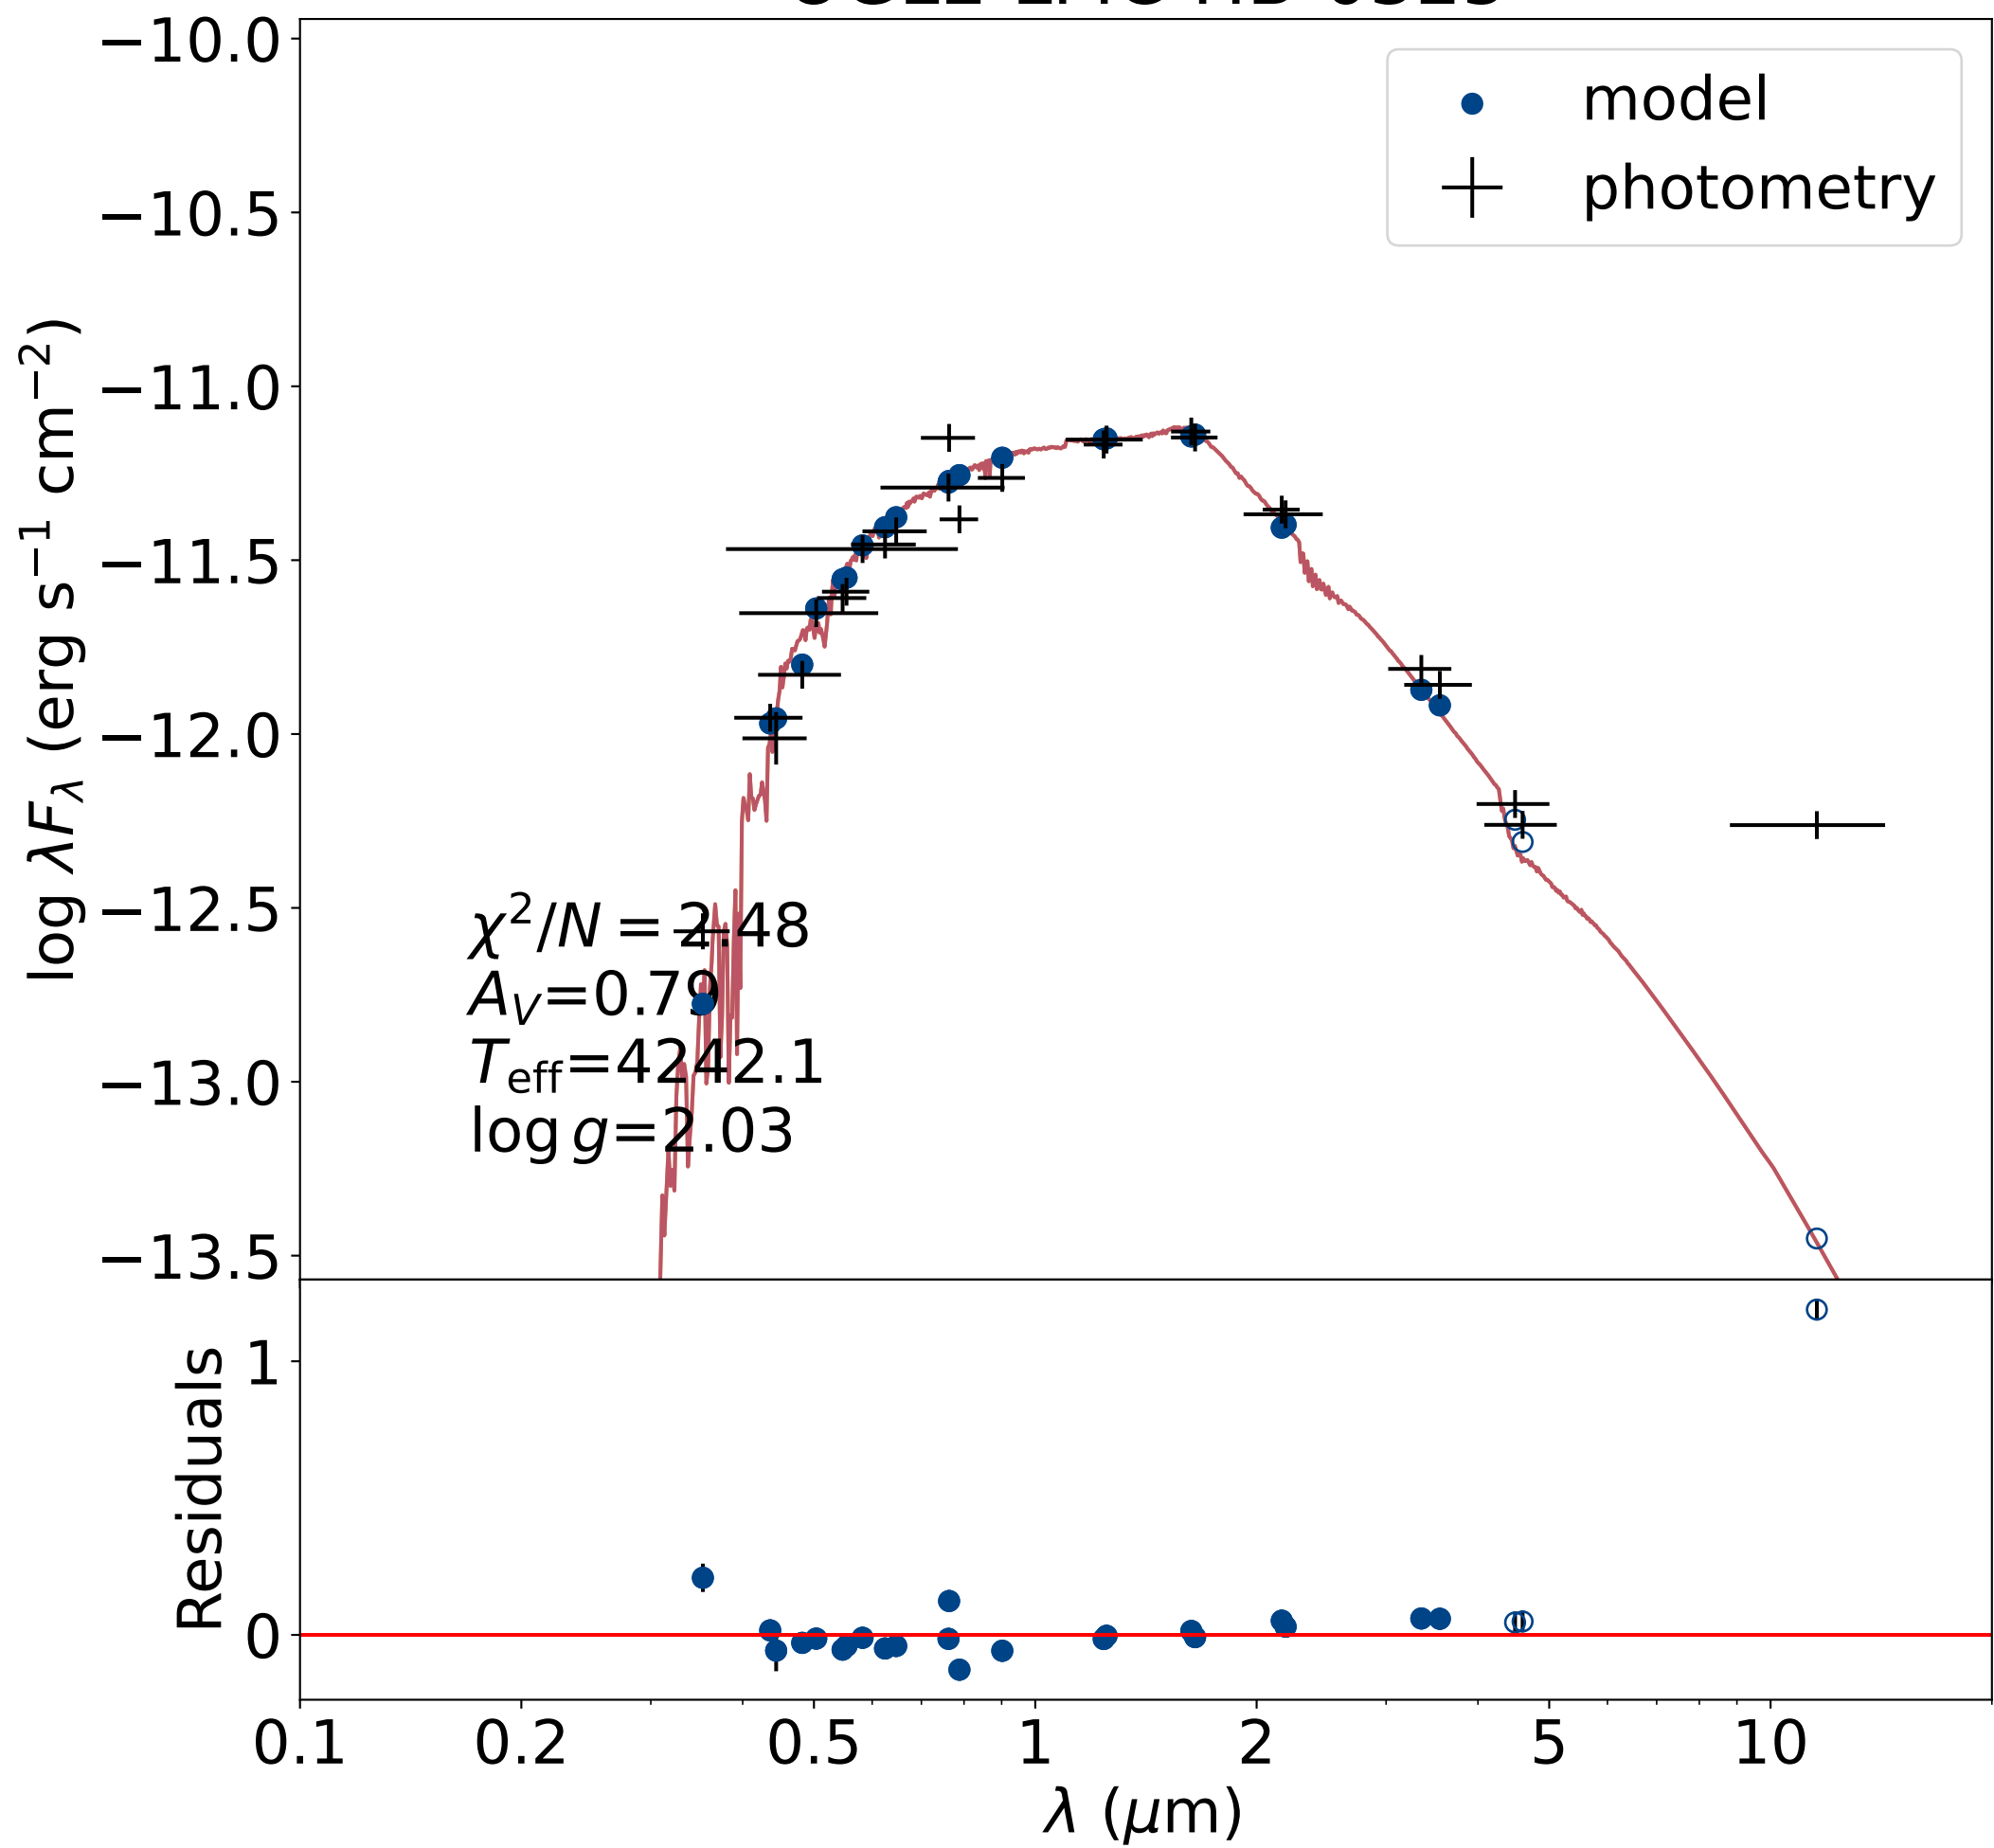 −10.0
−10.5
−11.0
−11.5
−12.0
−12.5
−13.0
−13.5
log λF_λ (erg s⁻¹ cm⁻²)
model
photometry
χ²/N = 2.48
A_V=0.79
T_eff=4242.1
log g=2.03
1
0
Residuals
0.1 0.2 0.5 1 2 5 10
λ (μm)